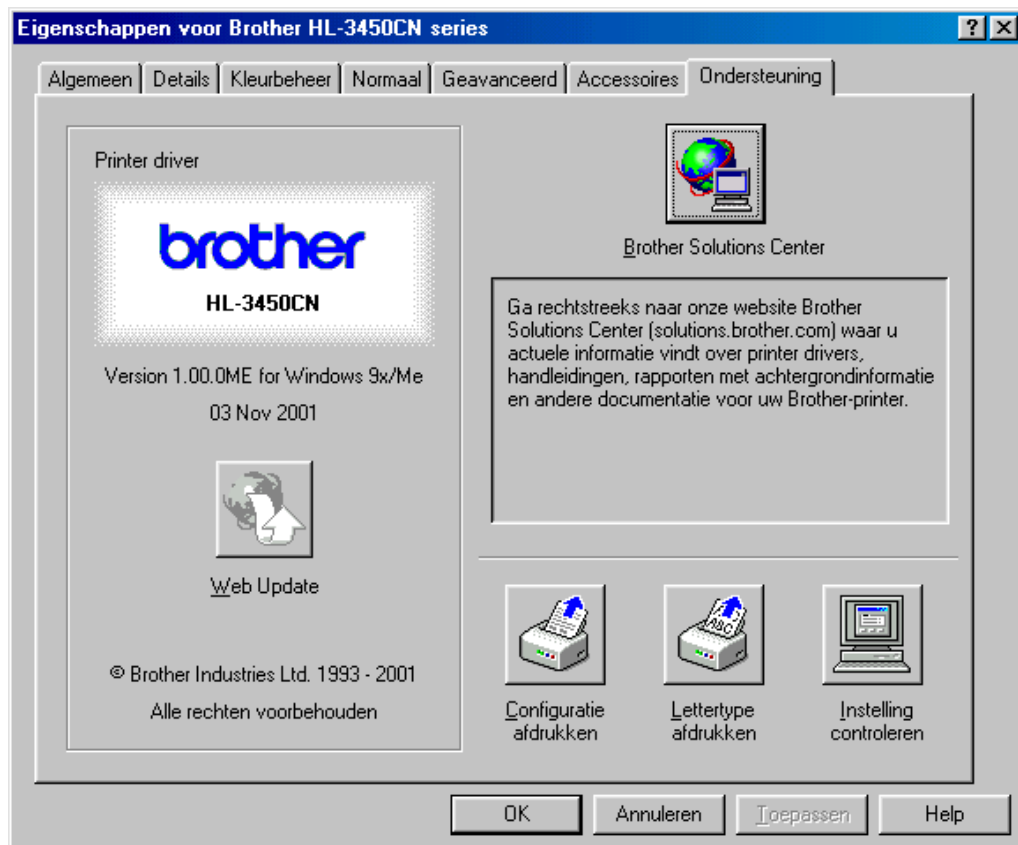 Eigenschappen voor Brother HL-3450CN series
Algemeen Details Kleurbeheer Normaal Geavanceerd Accessoires Ondersteuning
Printer driver
brother
HL-3450CN
Version 1.00.0ME for Windows 9x/Me
03 Nov 2001
Web Update
© Brother Industries Ltd. 1993 - 2001
Alle rechten voorbehouden
Brother Solutions Center
Ga rechtstreeks naar onze website Brother
Solutions Center (solutions.brother.com) waar u
actuele informatie vindt over printer drivers,
handleidingen, rapporten met achtergrondinformatie
en andere documentatie voor uw Brother-printer.
Configuratie
afdrukken
Lettertype
afdrukken
Instelling
controleren
OK Annuleren Toepassen Help